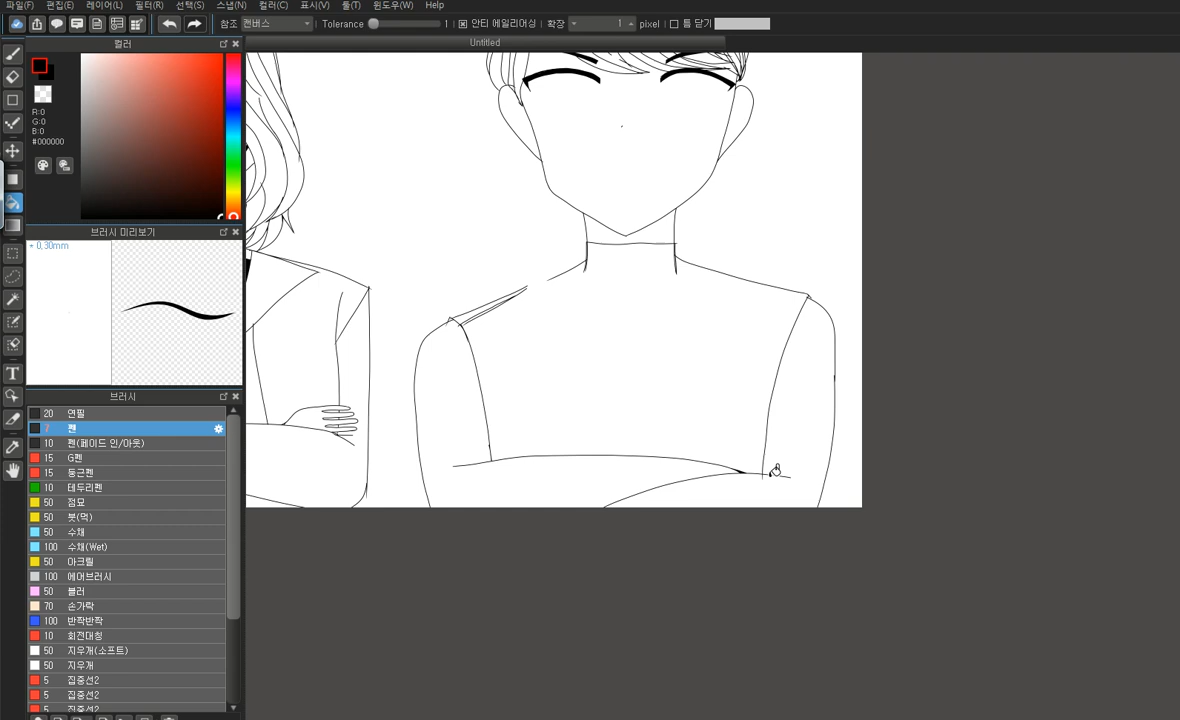 파일(F) 편집(E) 레이어(L) 필터(R) 선택(S) 스냅(N) 컬러(C) 표시(V) 툴(T) 윈도우(W) Help
참조 캔버스 Tolerance 1 안티 에일리어싱 확장 1 pixel 틈 닫기
컬러
Untitled
R:0
G:0
B:0
#000000
브러시 미리보기
* 0,30mm
브러시
20 연필
7 펜
10 펜(페이드 인/아웃)
15 G펜
15 둥근펜
10 테두리펜
50 점묘
50 붓(먹)
50 수채
100 수채(Wet)
50 아크릴
100 에어브러시
50 블러
70 손가락
100 반짝반짝
10 회전대칭
50 지우개(소프트)
50 지우개
5 집중선2
5 집중선2
5 집중선2